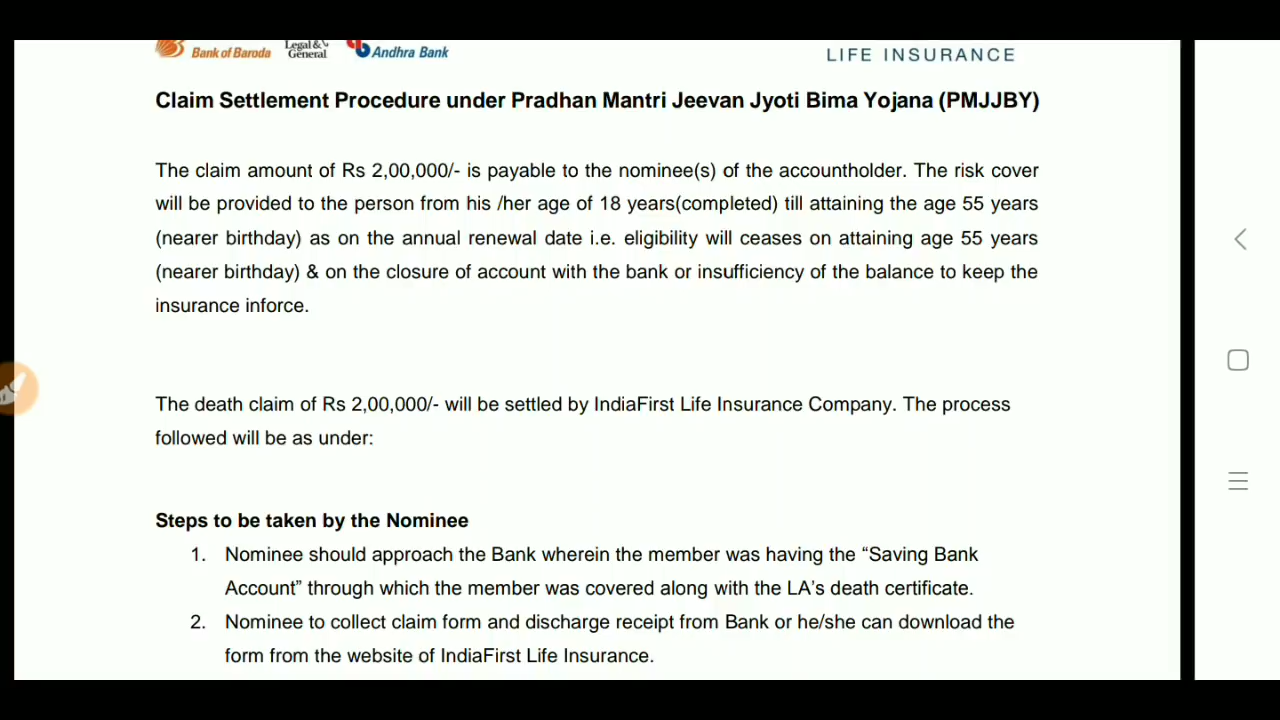 Bank of Baroda Legal & General Andhra Bank
LIFE INSURANCE
Claim Settlement Procedure under Pradhan Mantri Jeevan Jyoti Bima Yojana (PMJJBY)
The claim amount of Rs 2,00,000/- is payable to the nominee(s) of the accountholder. The risk cover
will be provided to the person from his /her age of 18 years(completed) till attaining the age 55 years
(nearer birthday) as on the annual renewal date i.e. eligibility will ceases on attaining age 55 years
(nearer birthday) & on the closure of account with the bank or insufficiency of the balance to keep the
insurance inforce.
The death claim of Rs 2,00,000/- will be settled by IndiaFirst Life Insurance Company. The process
followed will be as under:
Steps to be taken by the Nominee
1. Nominee should approach the Bank wherein the member was having the “Saving Bank
Account” through which the member was covered along with the LA’s death certificate.
2. Nominee to collect claim form and discharge receipt from Bank or he/she can download the
form from the website of IndiaFirst Life Insurance.